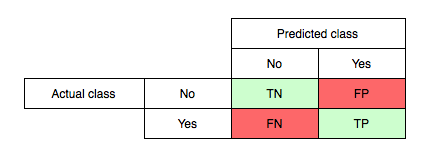 Predicted class
No Yes
Actual class No TN FP
Yes FN TP